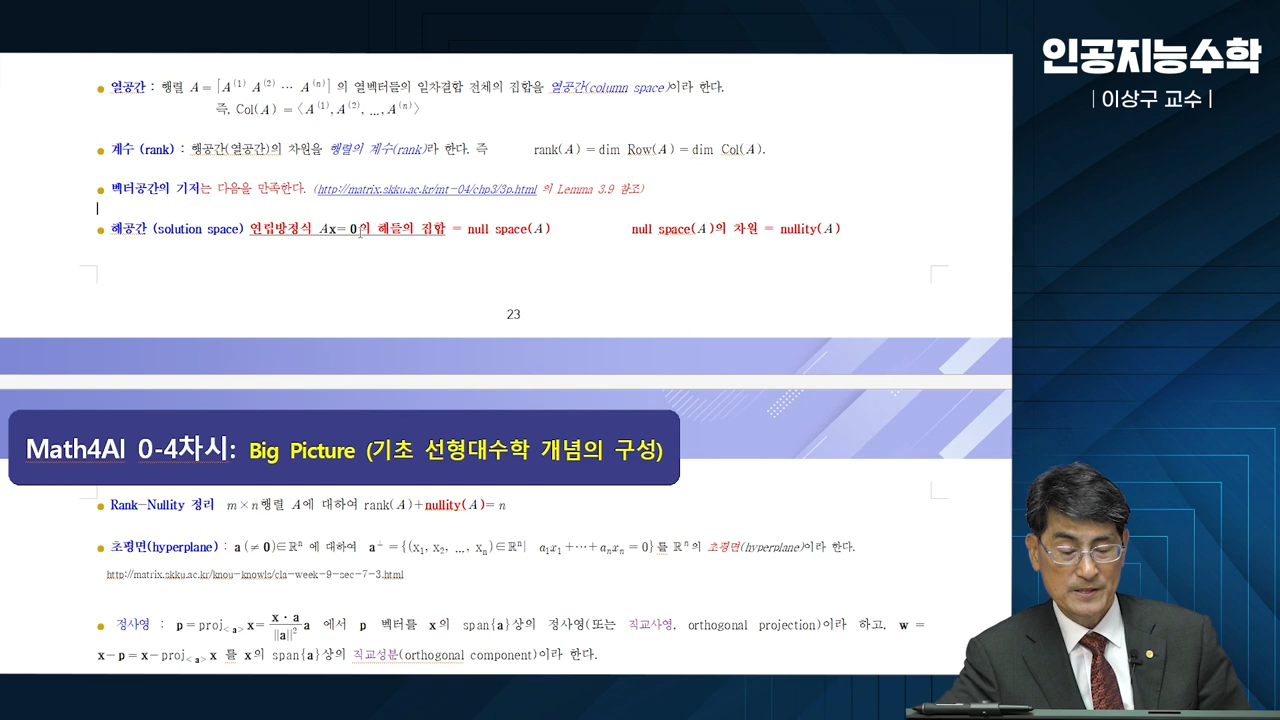 인공지능수학
| 이상구 교수 |
• 열공간 : 행렬 A=[A⁽¹⁾ A⁽²⁾ ⋯ A⁽ⁿ⁾] 의 열벡터들의 일차결합 전체의 집합을 열공간(column space)이라 한다.
즉, Col(A) = ⟨A⁽¹⁾, A⁽²⁾, ..., A⁽ⁿ⁾⟩
• 계수 (rank) : 행공간(열공간)의 차원을 행렬의 계수(rank)라 한다. 즉 rank(A) = dim Row(A) = dim Col(A).
• 벡터공간의 기저는 다음을 만족한다. (http://matrix.skku.ac.kr/mt-04/chp3/3p.html 의 Lemma 3.9 참조)
• 해공간 (solution space) 연립방정식 Ax= 0의 해들의 집합 = null space(A) null space(A)의 차원 = nullity(A)
23
Math4AI 0-4차시: Big Picture (기초 선형대수학 개념의 구성)
• Rank-Nullity 정리 m×n행렬 A에 대하여 rank(A)+nullity(A)= n
• 초평면(hyperplane) : a (≠ 0)∈ℝⁿ 에 대하여 a⊥ = {(x₁, x₂, ..., xₙ)∈ℝⁿ| a₁x₁+⋯+aₙxₙ = 0}를 ℝⁿ의 초평면(hyperplane)이라 한다.
http://matrix.skku.ac.kr/knou-knowls/cla-week-9-sec-7-3.html
• 정사영 : p = proj<a>x = (x · a)/||a||² a 에서 p 벡터를 x의 span{a}상의 정사영(또는 직교사영, orthogonal projection)이라 하고, w =
x-p = x-proj<a>x 를 x의 span{a}상의 직교성분(orthogonal component)이라 한다.